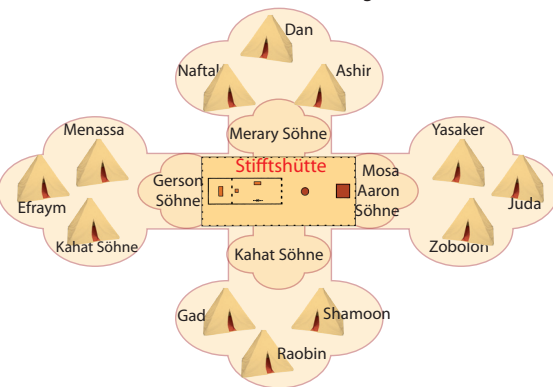 Dan
Naftal
Ashir
Merary Söhne
Menassa
Efraym
Kahat Söhne
Gerson
Söhne
Stifftshütte
Mosa
Aaron
Söhne
Yasaker
Juda
Zobolon
Kahat Söhne
Gad
Shamoon
Raobin